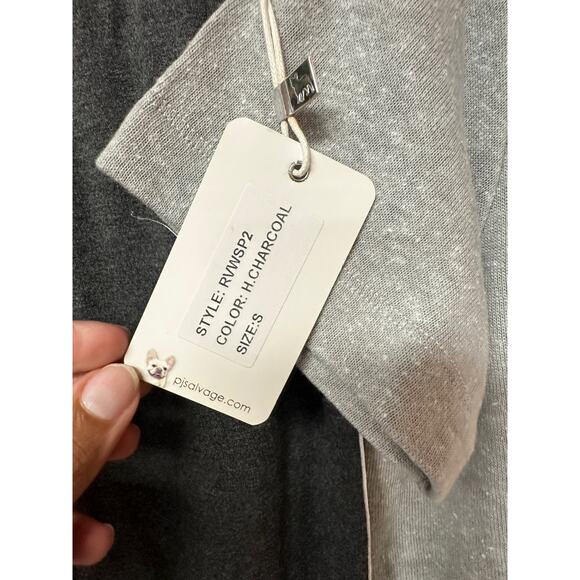 STYLE: RVWSP2
COLOR: H.CHARCOAL
SIZE:S
pjsalvage.com